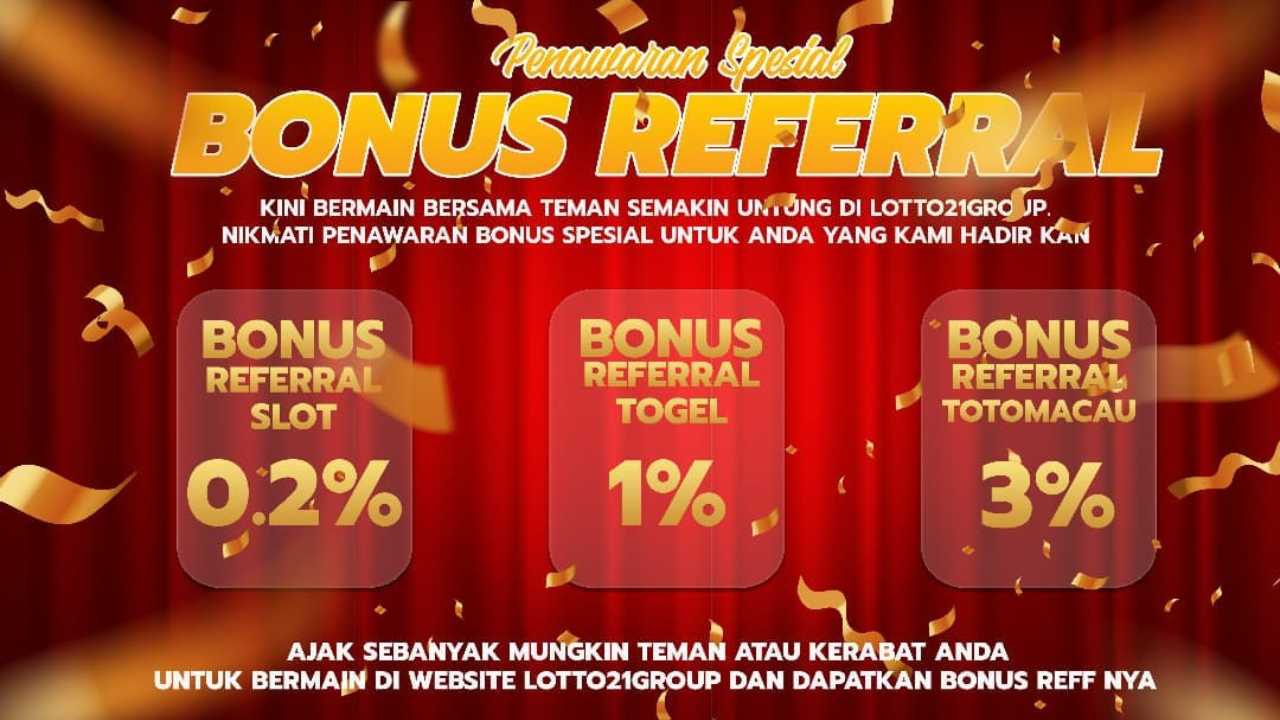 Penawaran Spesial
BONUS REFERRAL
KINI BERMAIN BERSAMA TEMAN SEMAKIN UNTUNG DI LOTTO21GROUP.
NIKMATI PENAWARAN BONUS SPESIAL UNTUK ANDA YANG KAMI HADIR KAN
BONUS
REFERRAL
SLOT
0.2%
BONUS
REFERRAL
TOGEL
1%
BONUS
REFERRAL
TOTOMACAU
3%
AJAK SEBANYAK MUNGKIN TEMAN ATAU KERABAT ANDA
UNTUK BERMAIN DI WEBSITE LOTTO21GROUP DAN DAPATKAN BONUS REFF NYA